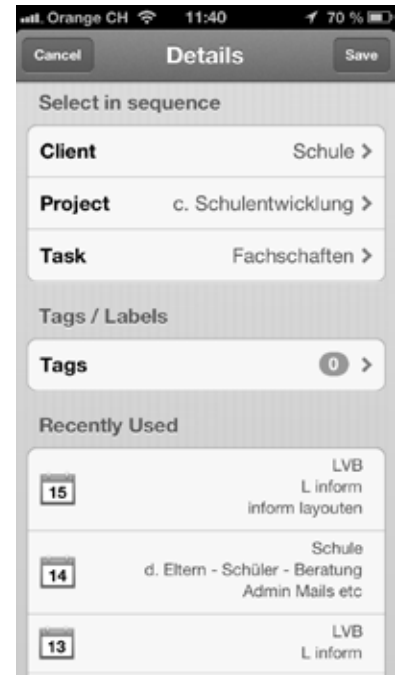 Orange CH 11:40 70 %
Cancel Details Save
Select in sequence
Client Schule >
Project c. Schulentwicklung >
Task Fachschaften >
Tags / Labels
Tags 0 >
Recently Used
15
LVB
L inform
inform layouten
14
Schule
d. Eltern - Schüler - Beratung
Admin Mails etc
13
LVB
L inform